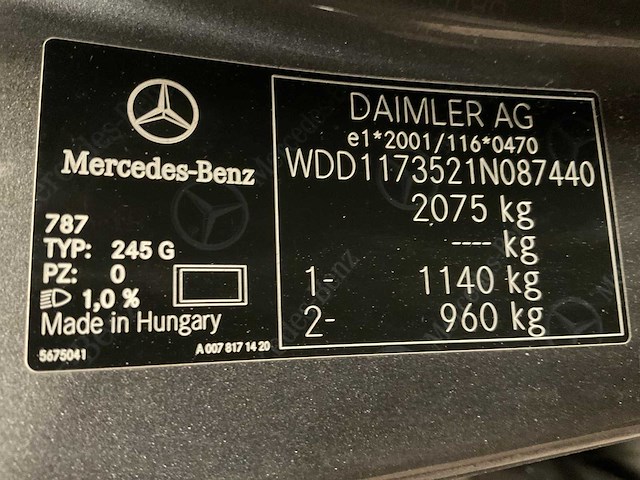 Mercedes-Benz
787
TYP: 245 G
PZ: 0
1,0 %
Made in Hungary
5675041
A 007 817 14 20
DAIMLER AG
e1*2001/116*0470
WDD1173521N087440
2075 kg
---- kg
1- 1140 kg
2- 960 kg